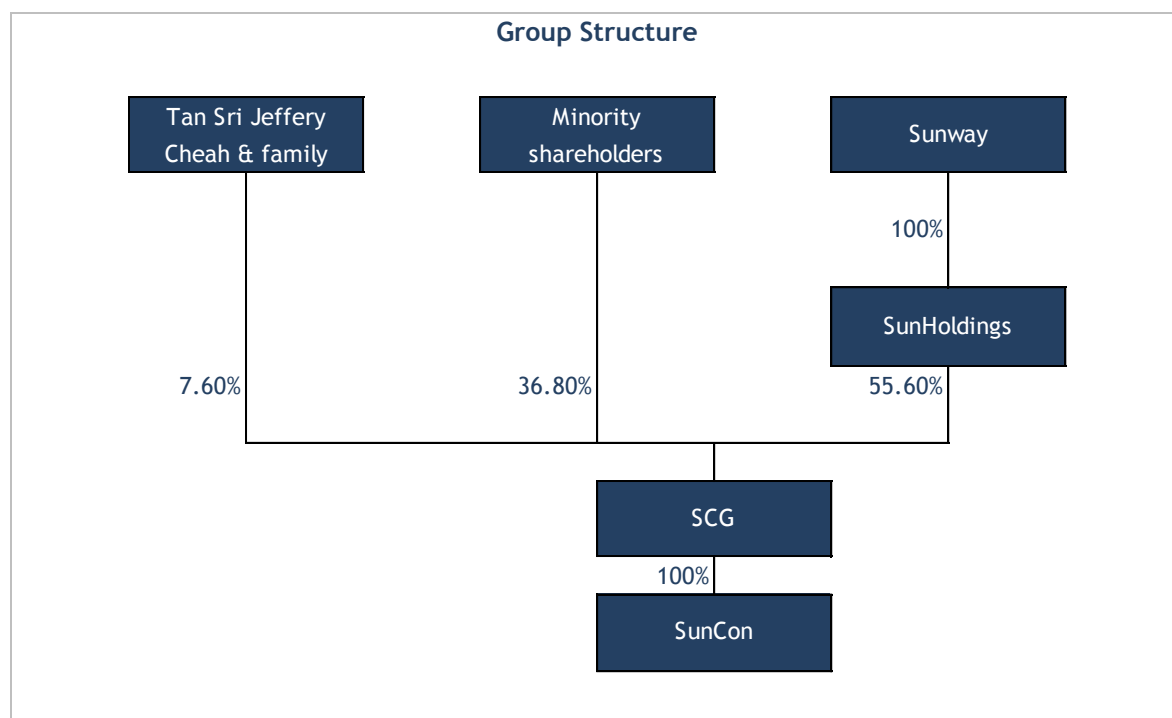 Group Structure
Tan Sri Jeffery
Cheah & family
Minority
shareholders
Sunway
100%
SunHoldings
7.60%
36.80%
55.60%
SCG
100%
SunCon